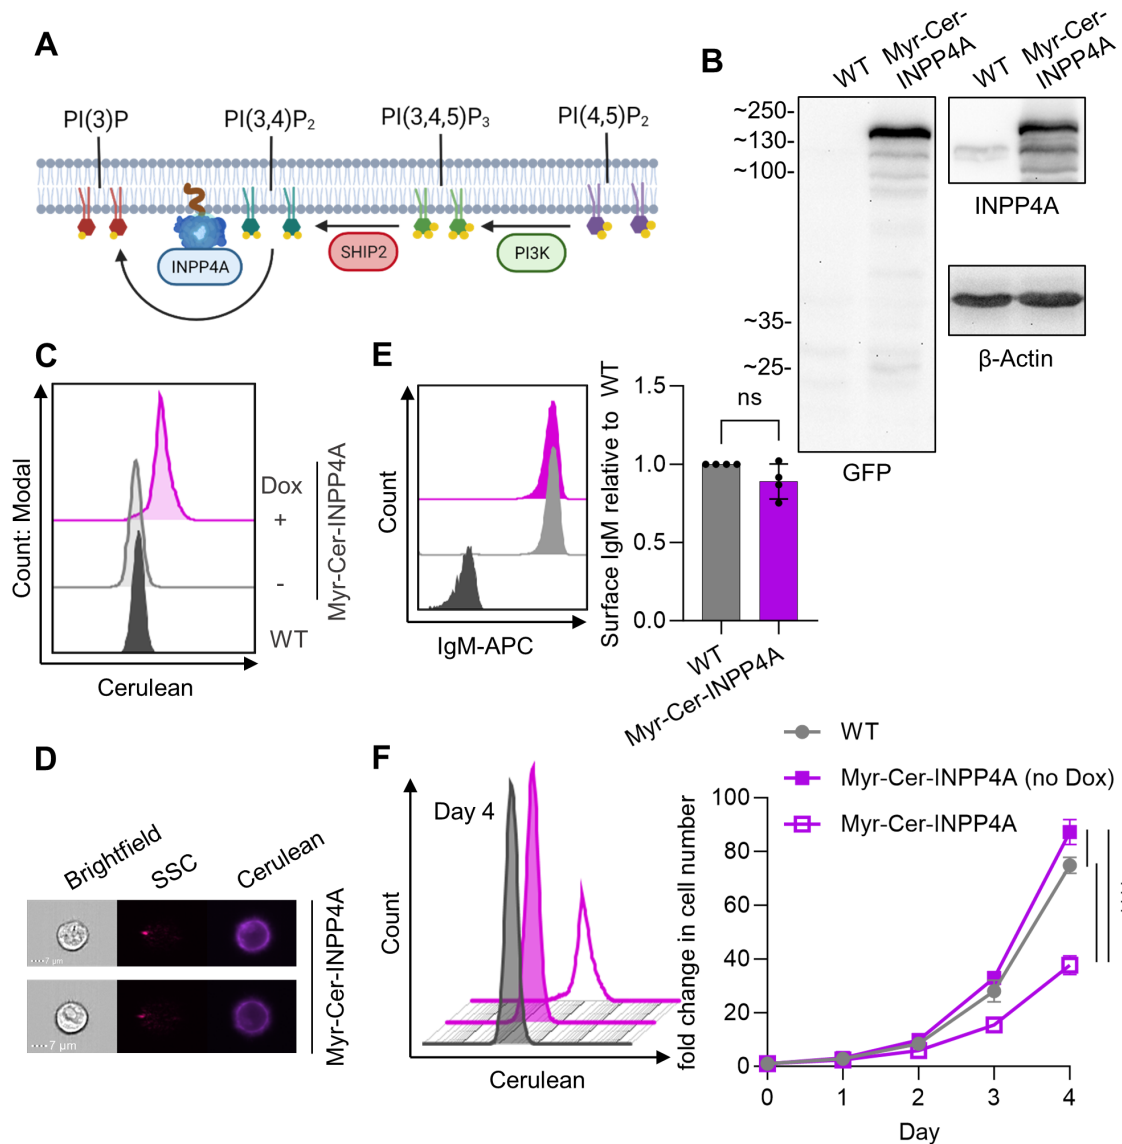 A
PI(3)P
PI(3,4)P₂
PI(3,4,5)P₃
PI(4,5)P₂
INPP4A
SHIP2
PI3K
B
WT
Myr-Cer-
INPP4A
WT
Myr-Cer-
INPP4A
~250-
~130-
~100-
~35-
~25-
GFP
INPP4A
β-Actin
C
Count: Modal
Dox
+
-
WT
Myr-Cer-INPP4A
Cerulean
E
Count
IgM-APC
Surface IgM relative to WT
1.5
1.0
0.5
0.0
ns
WT
Myr-Cer-INPP4A
D
Brightfield
SSC
Cerulean
7 µm
7 µm
Myr-Cer-INPP4A
F
Day 4
Count
Cerulean
WT
Myr-Cer-INPP4A (no Dox)
Myr-Cer-INPP4A
fold change in cell number
100
80
60
40
20
0
0
1
2
3
4
Day